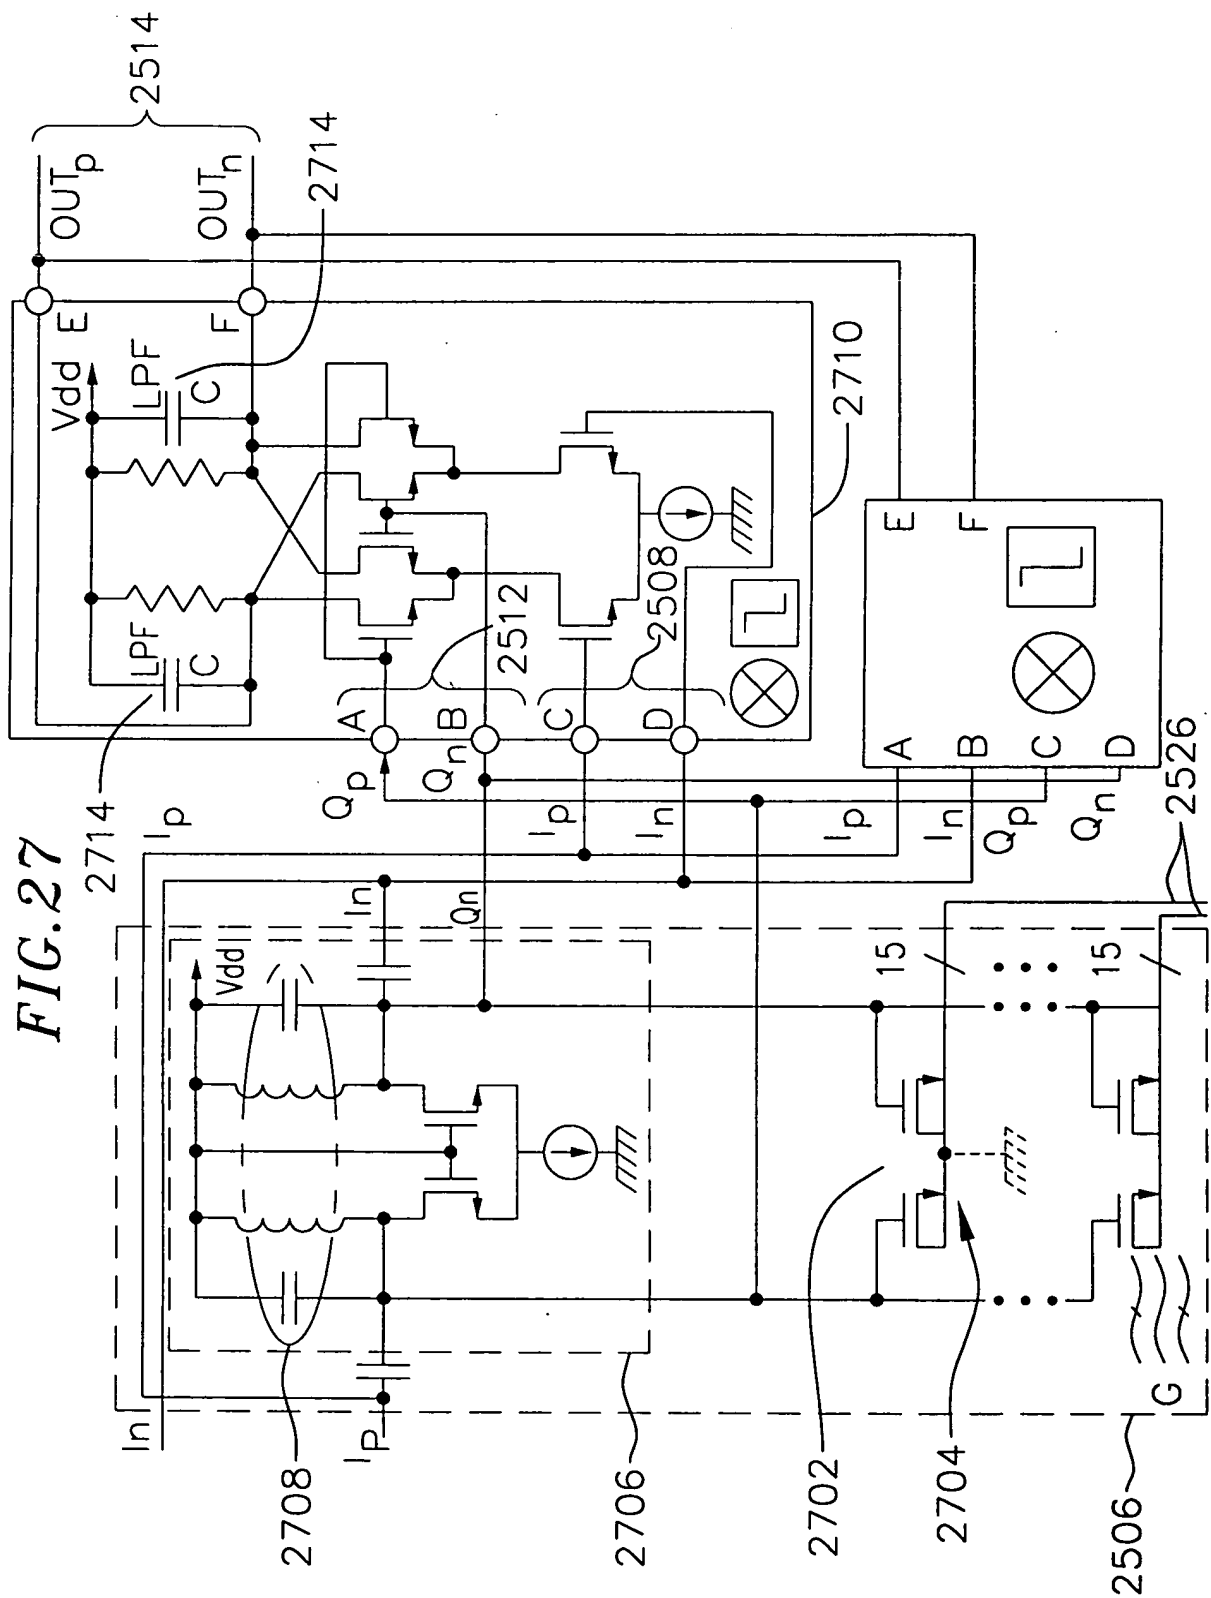 FIG. 27
In
Ip
2708
2706
2702
2704
2506
Vdd
In
Qn
15
15
G
2526
2714
Ip
Qp
Qn
Ip
In
A
B
C
D
2512
2508
LPF
C
Vdd
LPF
C
E
F
OUTp
OUTn
2514
2714
2710
Ip
In
Qp
Qn
A
B
C
D
E
F